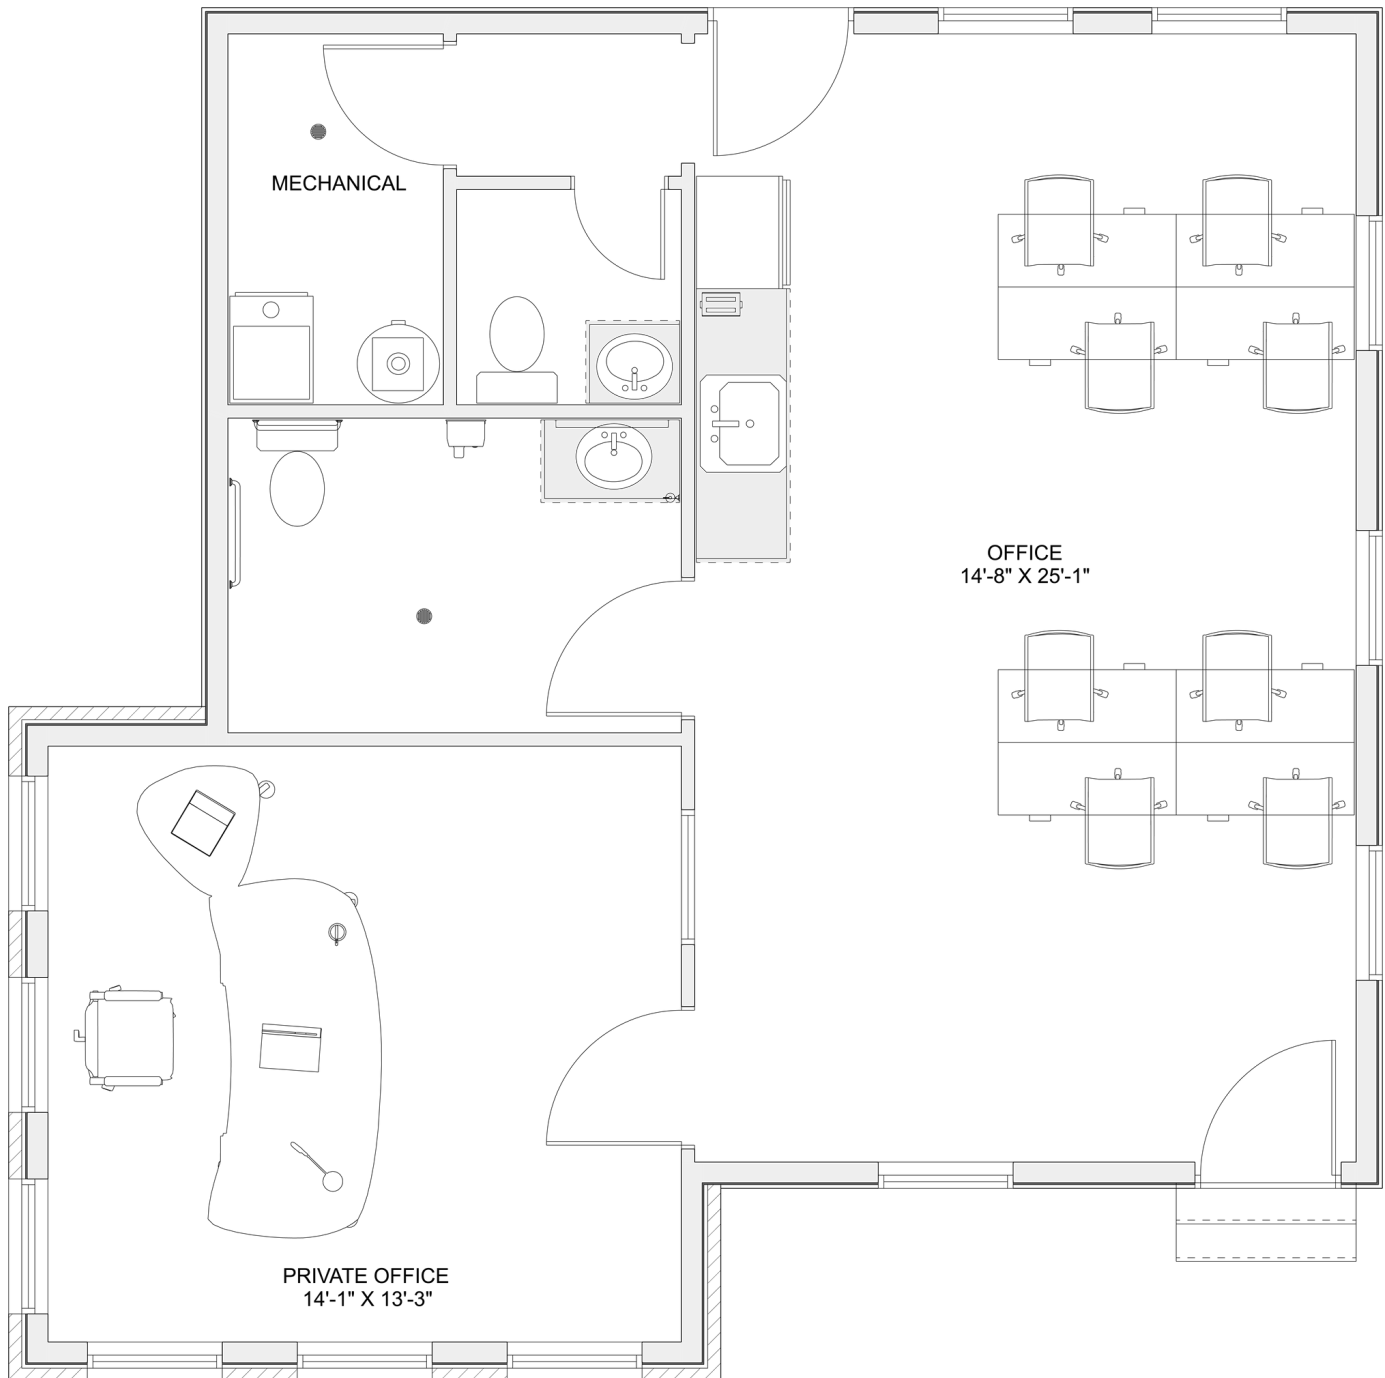 MECHANICAL
OFFICE
14'-8" X 25'-1"
PRIVATE OFFICE
14'-1" X 13'-3"